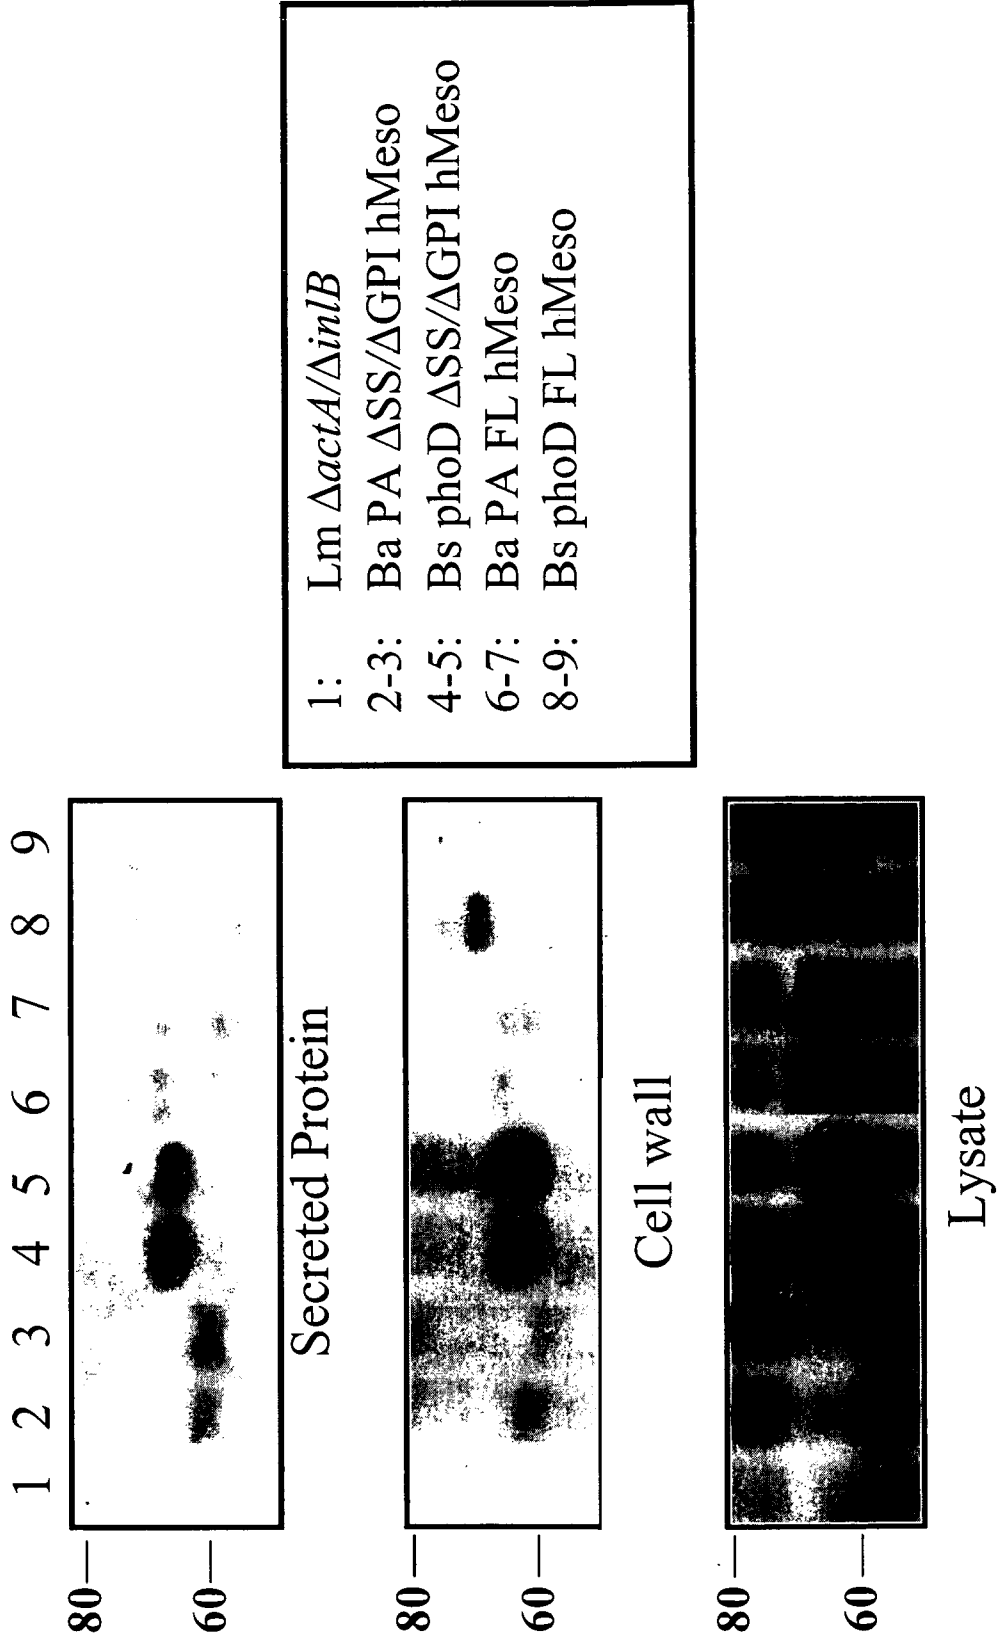 1 2 3 4 5 6 7 8 9
80
60
Secreted Protein
80
60
Cell wall
80
60
Lysate
1: Lm ΔactA/ΔinlB
2-3: Ba PA ΔSS/ΔGPI hMeso
4-5: Bs phoD ΔSS/ΔGPI hMeso
6-7: Ba PA FL hMeso
8-9: Bs phoD FL hMeso